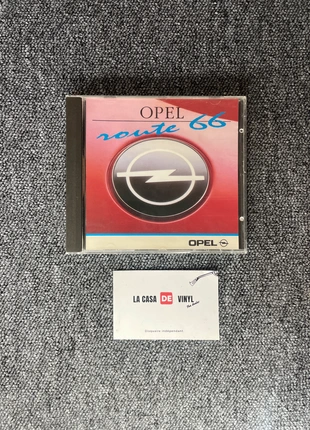 OPEL
route 66
OPEL
LA CASA DE VINYL